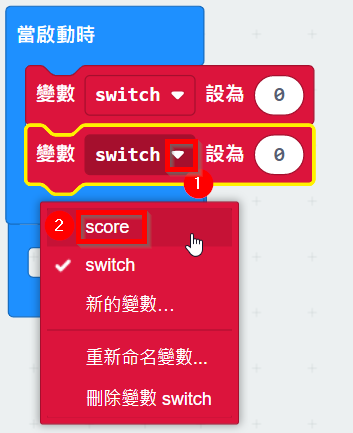 當啟動時
變數 switch 設為 0
變數 switch 設為 0
1
2 score
switch
新的變數...
重新命名變數...
刪除變數 switch